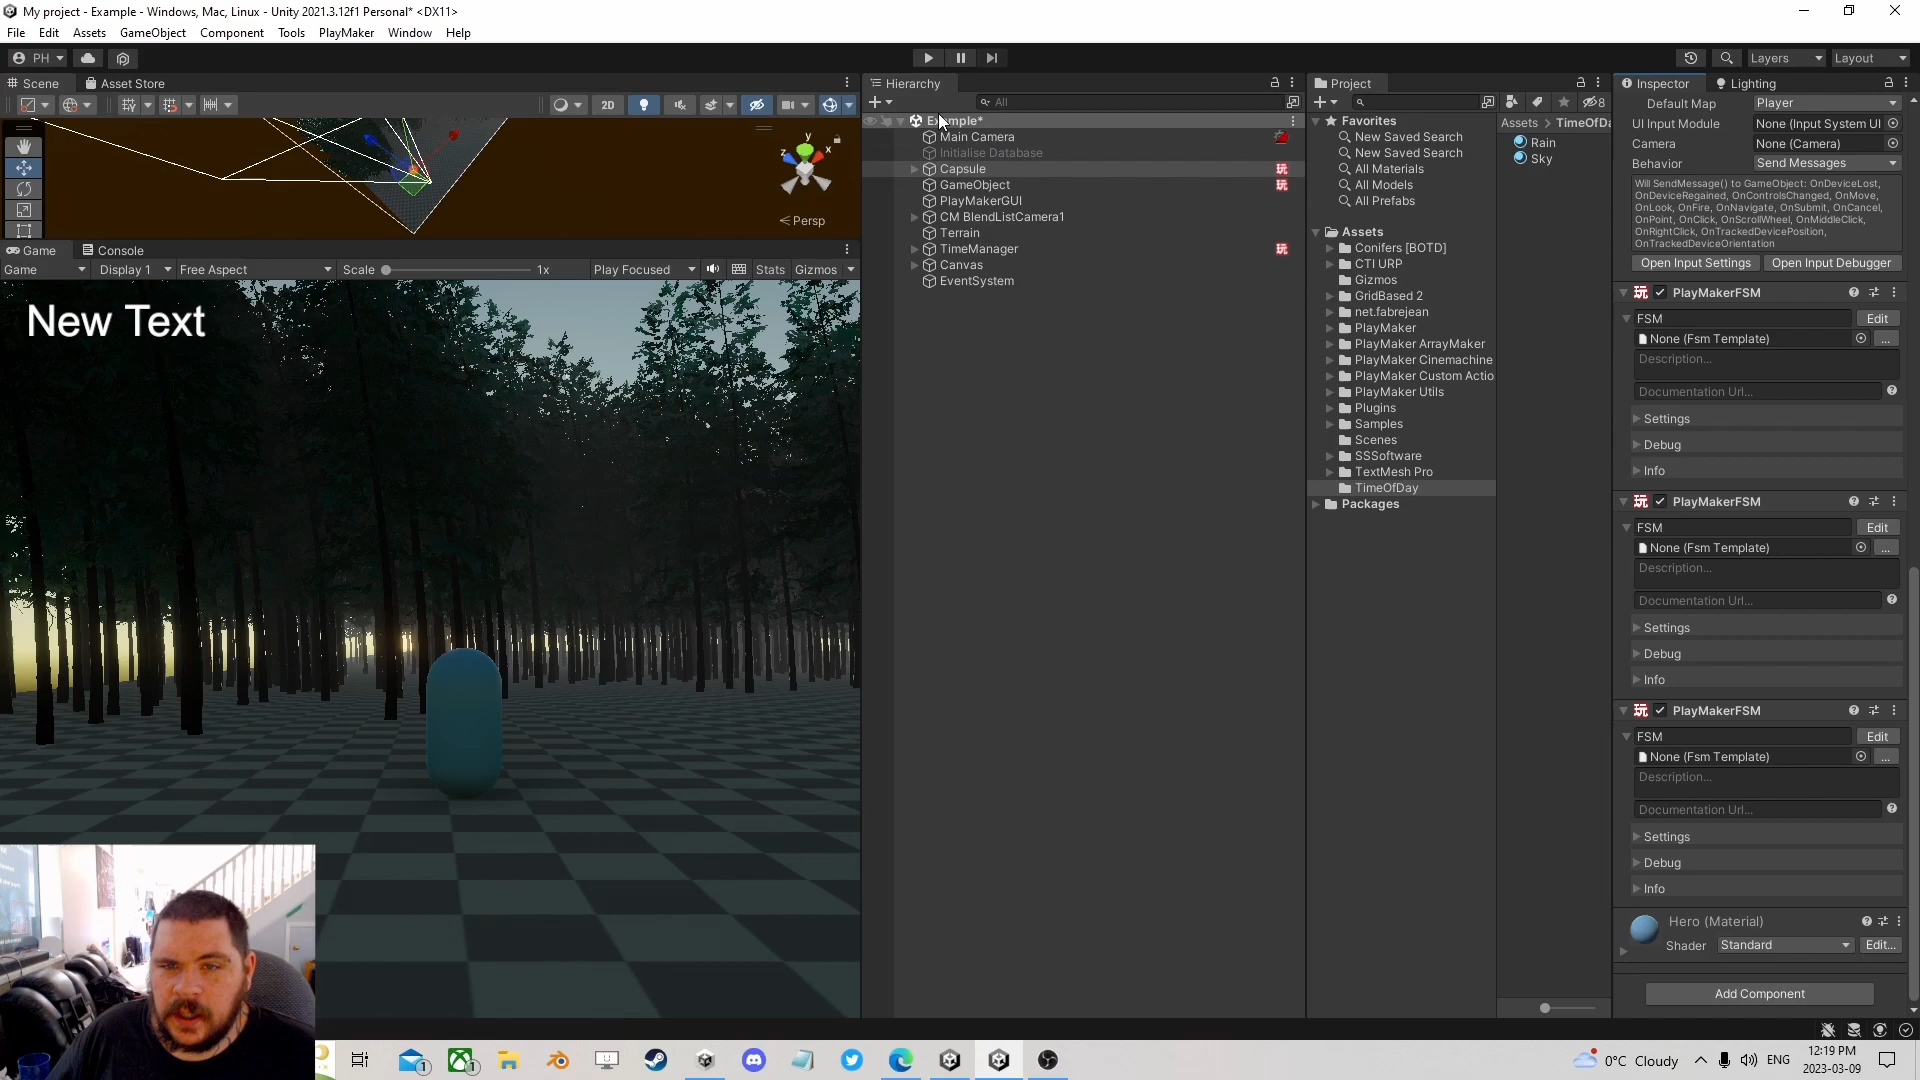 My project - Example - Windows, Mac, Linux - Unity 2021.3.12f1 Personal* <DX11>
File Edit Assets GameObject Component Tools PlayMaker Window Help
PH
Layers
Layout
Scene
Asset Store
2D
Persp
Game
Console
Game
Display 1
Free Aspect
Scale
1x
Play Focused
Stats
Gizmos
New Text
Hierarchy
All
Example*
Main Camera
Initialise Database
Capsule
玩
GameObject
玩
PlayMakerGUI
CM BlendListCamera1
Terrain
TimeManager
玩
Canvas
EventSystem
Project
8
Favorites
New Saved Search
New Saved Search
All Materials
All Models
All Prefabs
Assets
Conifers [BOTD]
CTI URP
Gizmos
GridBased 2
net.fabrejean
PlayMaker
PlayMaker ArrayMaker
PlayMaker Cinemachine
PlayMaker Custom Actio
PlayMaker Utils
Plugins
Samples
Scenes
SSSoftware
TextMesh Pro
TimeOfDay
Packages
Assets > TimeOfDa
Rain
Sky
Inspector
Lighting
Default Map Player
UI Input Module None (Input System UI
Camera None (Camera)
Behavior Send Messages
Will SendMessage() to GameObject: OnDeviceLost,
OnDeviceRegained, OnControlsChanged, OnMove,
OnLook, OnFire, OnNavigate, OnSubmit, OnCancel,
OnPoint, OnClick, OnScrollWheel, OnMiddleClick,
OnRightClick, OnTrackedDevicePosition,
OnTrackedDeviceOrientation
Open Input Settings
Open Input Debugger
玩 PlayMakerFSM
FSM
Edit
None (Fsm Template)
...
Description...
Documentation Url...
Settings
Debug
Info
玩 PlayMakerFSM
FSM
Edit
None (Fsm Template)
...
Description...
Documentation Url...
Settings
Debug
Info
玩 PlayMakerFSM
FSM
Edit
None (Fsm Template)
...
Description...
Documentation Url...
Settings
Debug
Info
Hero (Material)
Shader Standard
Edit...
Add Component
1
1
0°C Cloudy
ENG
12:19 PM
2023-03-09